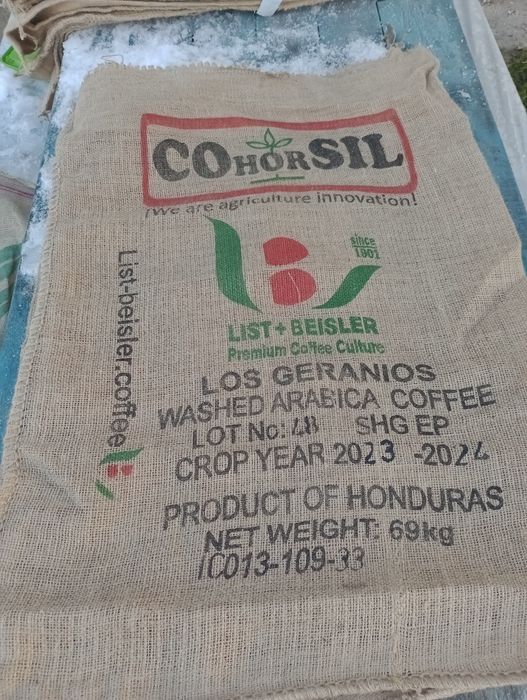 COHORSIL
¡We are agriculture innovation!
since
1901
LIST + BEISLER
Premium Coffee Culture
List-beisler.coffee
LOS GERANIOS
WASHED ARABICA COFFEE
LOT No: 48 SHG EP
CROP YEAR 2023 -2024
PRODUCT OF HONDURAS
NET WEIGHT: 69kg
IC013-109-33